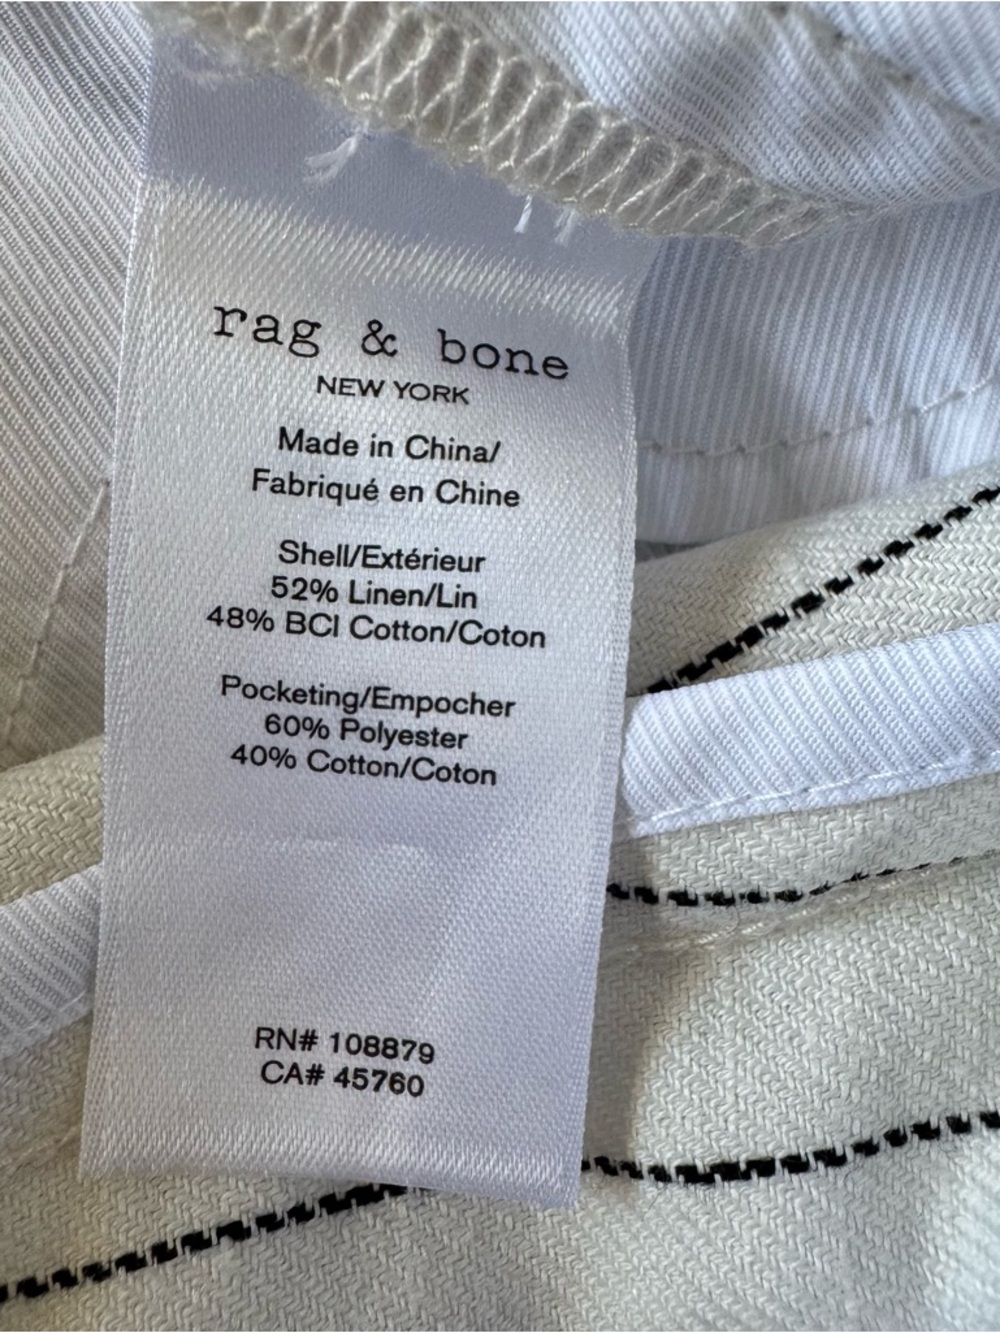 rag & bone
NEW YORK
Made in China/
Fabriqué en Chine
Shell/Extérieur
52% Linen/Lin
48% BCI Cotton/Coton
Pocketing/Empocher
60% Polyester
40% Cotton/Coton
RN# 108879
CA# 45760